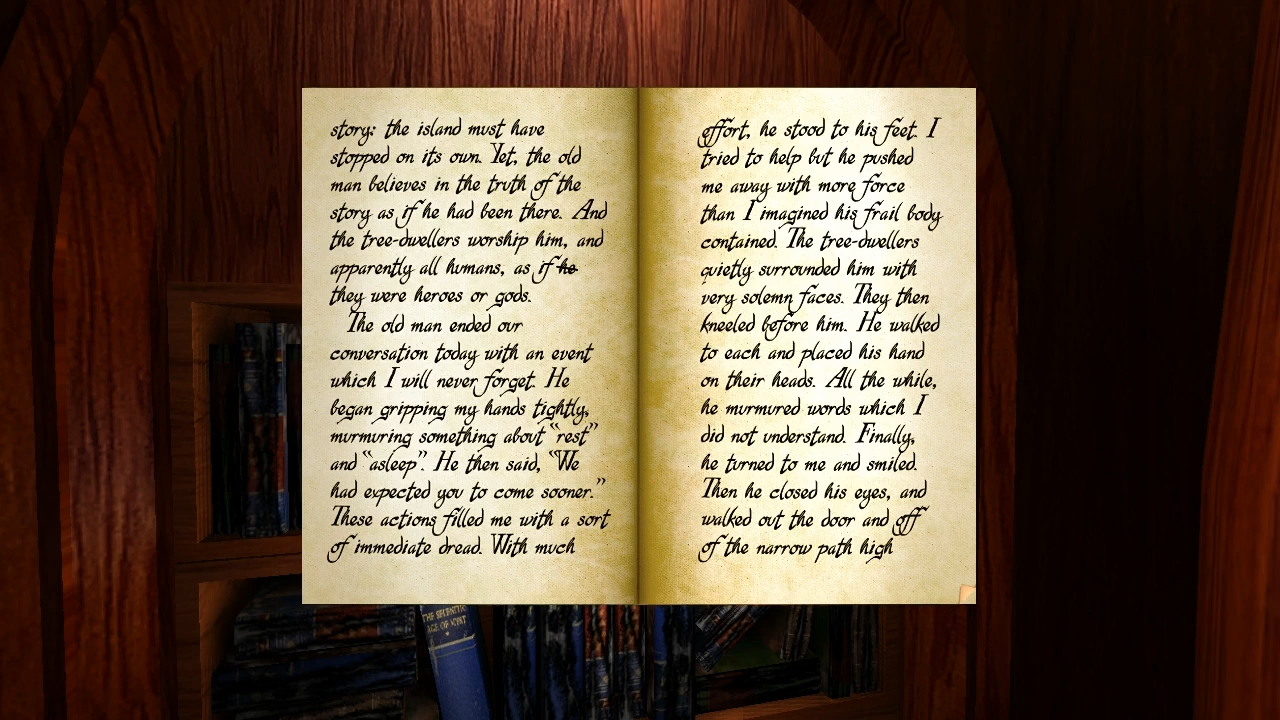 story: the island must have
stopped on its own. Yet, the old
man believes in the truth of the
story as if he had been there. And
the tree-dwellers worship him, and
apparently all humans, as if he
they were heroes or gods.
The old man ended our
conversation today with an event
which I will never forget. He
began gripping my hands tightly,
murmuring something about "rest"
and "asleep". He then said, "We
had expected you to come sooner."
These actions filled me with a sort
of immediate dread. With much
effort, he stood to his feet. I
tried to help but he pushed
me away with more force
than I imagined his frail body
contained. The tree-dwellers
quietly surrounded him with
very solemn faces. They then
kneeled before him. He walked
to each and placed his hand
on their heads. All the while,
he murmured words which I
did not understand. Finally,
he turned to me and smiled.
Then he closed his eyes, and
walked out the door and off
of the narrow path high
THE SELENITIC
AGE OF MYST